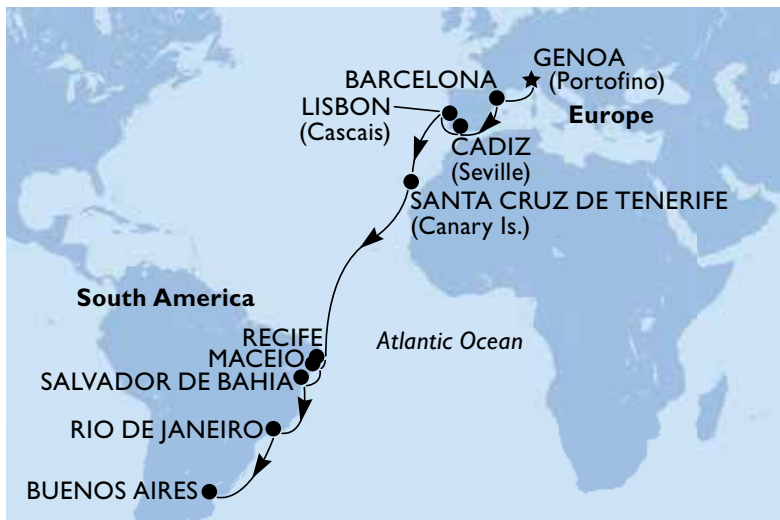 GENOA
(Portofino)
BARCELONA
LISBON
(Cascais)
Europe
CADIZ
(Seville)
SANTA CRUZ DE TENERIFE
(Canary Is.)
South America
RECIFE
MACEIO
Atlantic Ocean
SALVADOR DE BAHIA
RIO DE JANEIRO
BUENOS AIRES